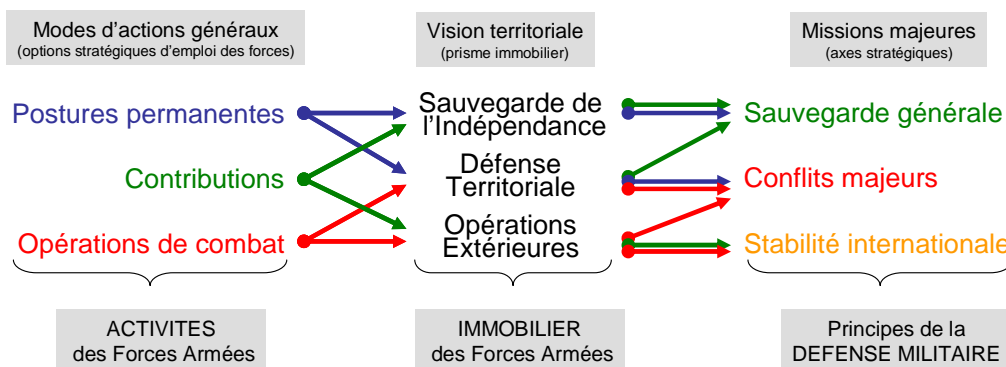 Modes d'actions généraux
(options stratégiques d'emploi des forces)
Vision territoriale
(prisme immobilier)
Missions majeures
(axes stratégiques)
Postures permanentes
Contributions
Opérations de combat
Sauvegarde de
l'Indépendance
Défense
Territoriale
Opérations
Extérieures
Sauvegarde générale
Conflits majeurs
Stabilité internationale
ACTIVITES
des Forces Armées
IMMOBILIER
des Forces Armées
Principes de la
DEFENSE MILITAIRE